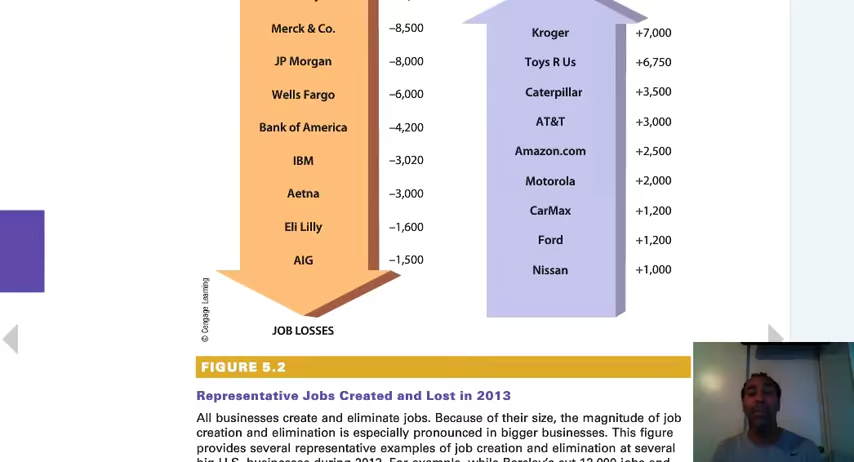 Merck & Co. –8,500
JP Morgan –8,000
Wells Fargo –6,000
Bank of America –4,200
IBM –3,020
Aetna –3,000
Eli Lilly –1,600
AIG –1,500
JOB LOSSES
Kroger +7,000
Toys R Us +6,750
Caterpillar +3,500
AT&T +3,000
Amazon.com +2,500
Motorola +2,000
CarMax +1,200
Ford +1,200
Nissan +1,000
© Cengage Learning
FIGURE 5.2
Representative Jobs Created and Lost in 2013
All businesses create and eliminate jobs. Because of their size, the magnitude of job
creation and elimination is especially pronounced in bigger businesses. This figure
provides several representative examples of job creation and elimination at several